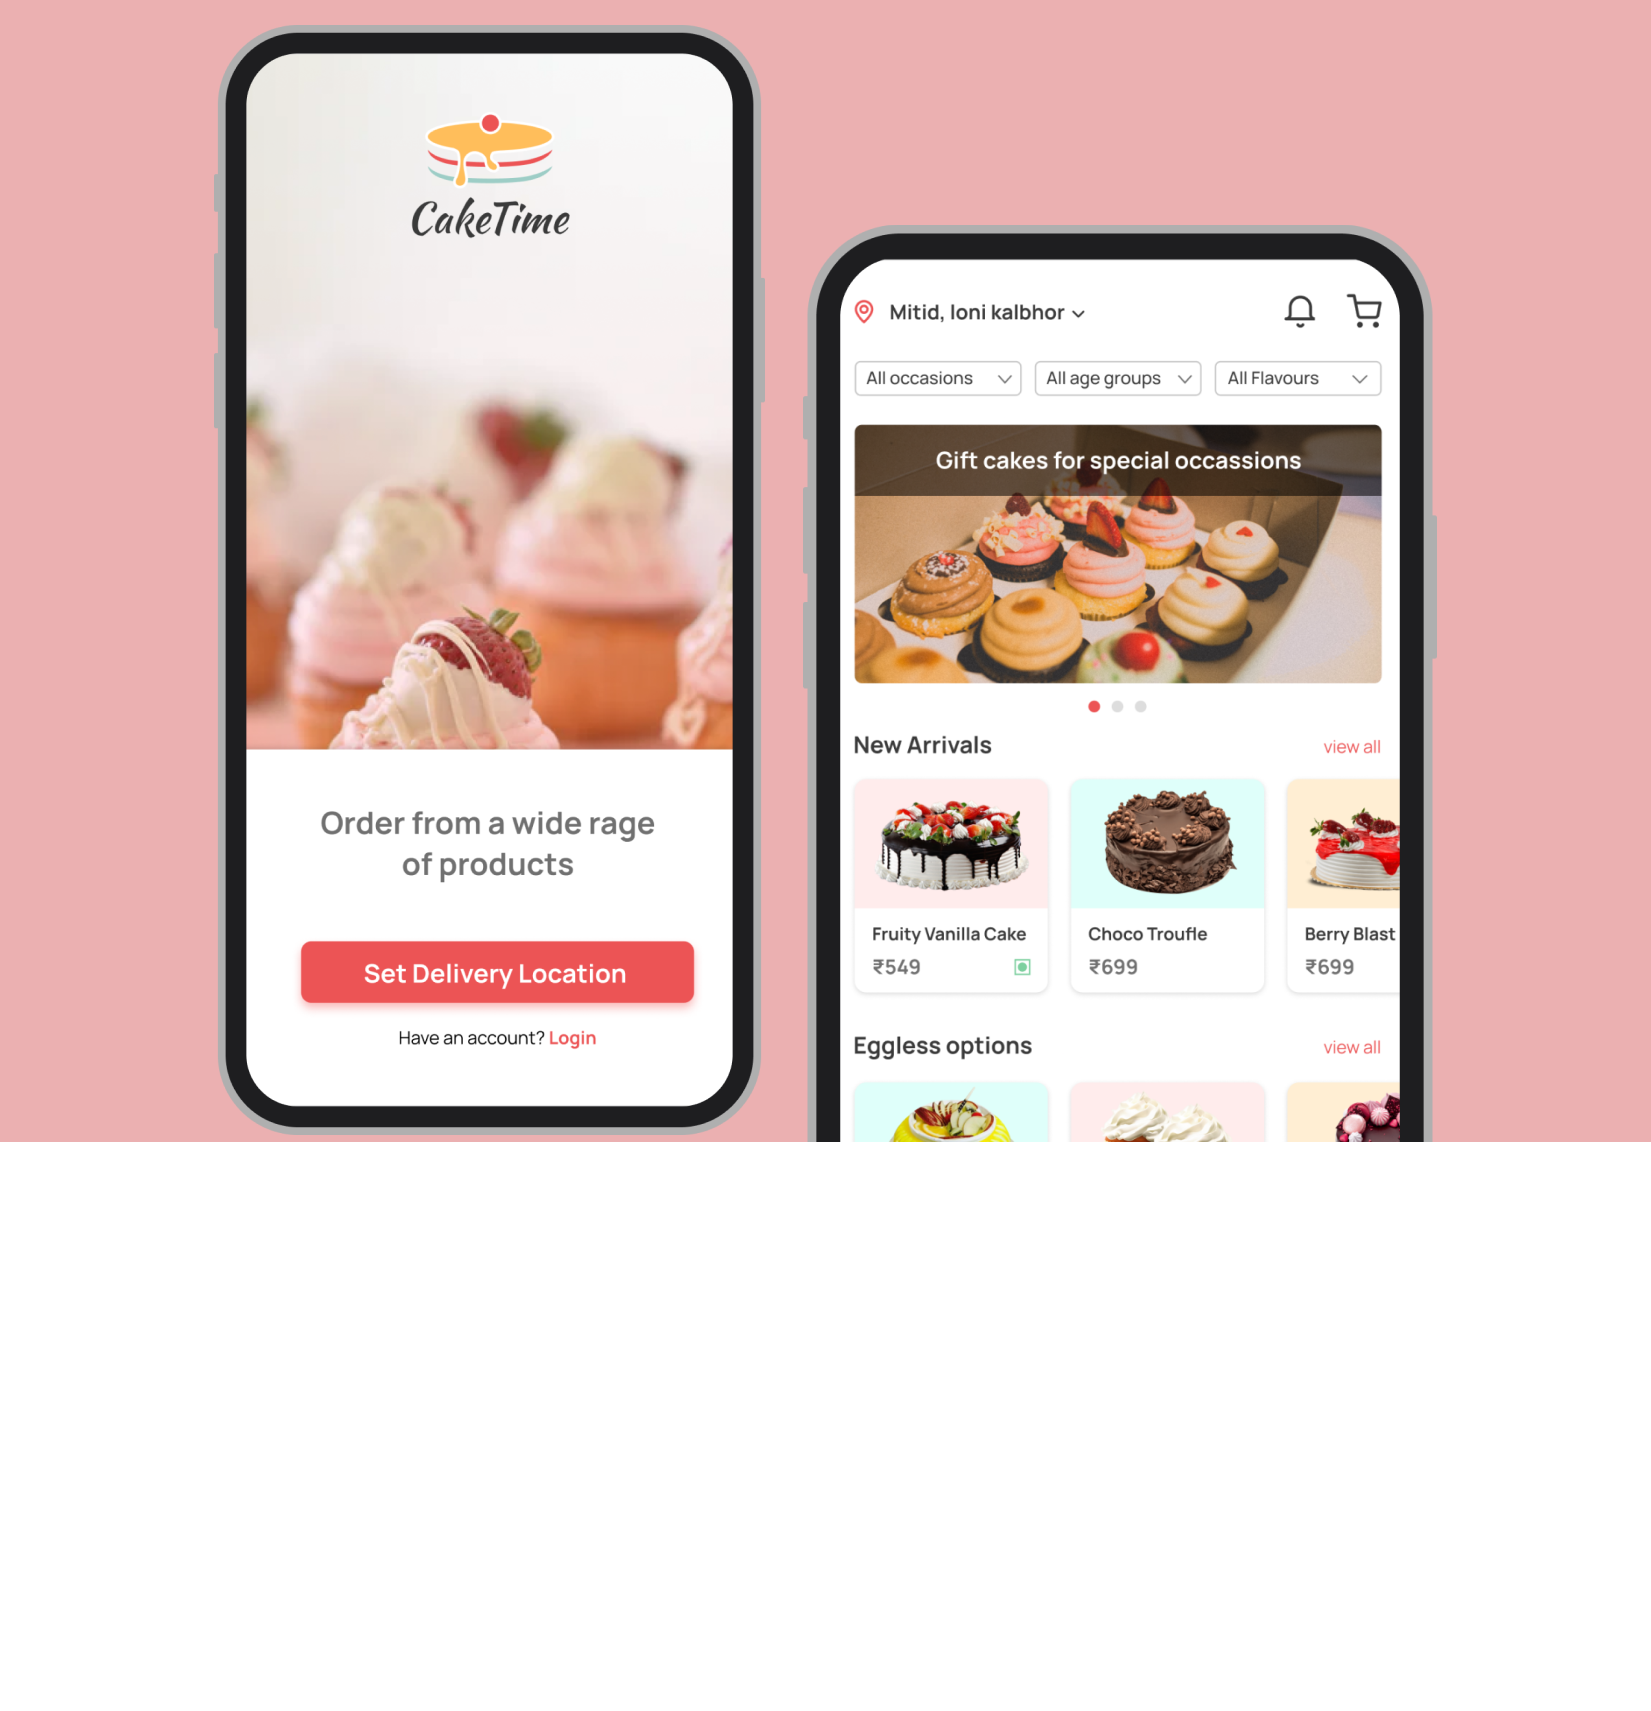 CakeTime
Order from a wide rage
of products
Set Delivery Location
Have an account? Login
Mitid, loni kalbhor
All occasions
All age groups
All Flavours
Gift cakes for special occassions
New Arrivals
view all
Fruity Vanilla Cake
₹549
Choco Troufle
₹699
Berry Blast
₹699
Eggless options
view all